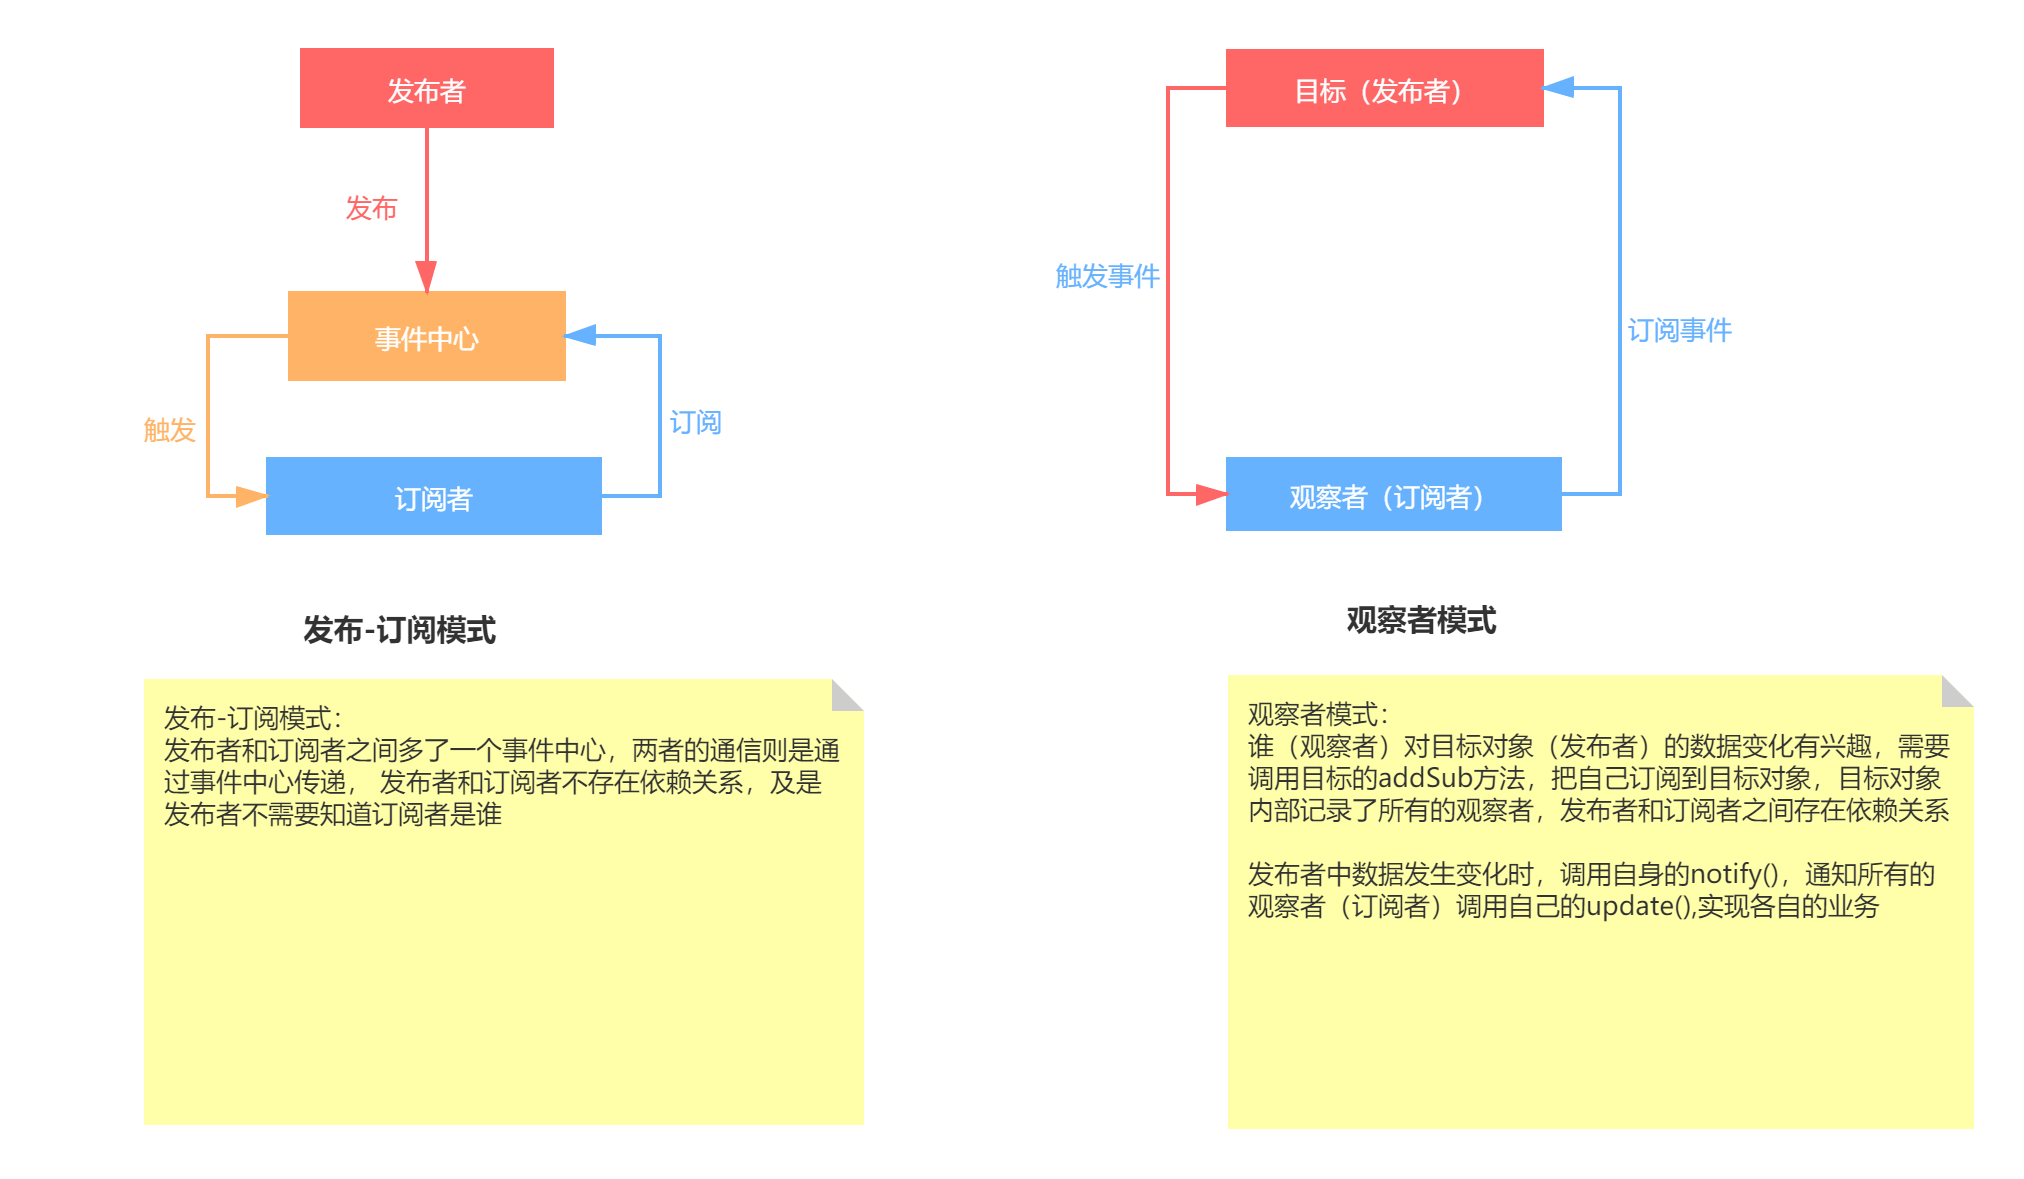 发布者
发布
事件中心
触发
订阅
订阅者
发布-订阅模式
发布-订阅模式：
发布者和订阅者之间多了一个事件中心，两者的通信则是通
过事件中心传递， 发布者和订阅者不存在依赖关系，及是
发布者不需要知道订阅者是谁
目标（发布者）
触发事件
订阅事件
观察者（订阅者）
观察者模式
观察者模式：
谁（观察者）对目标对象（发布者）的数据变化有兴趣，需要
调用目标的addSub方法，把自己订阅到目标对象，目标对象
内部记录了所有的观察者，发布者和订阅者之间存在依赖关系
发布者中数据发生变化时，调用自身的notify()，通知所有的
观察者（订阅者）调用自己的update(),实现各自的业务